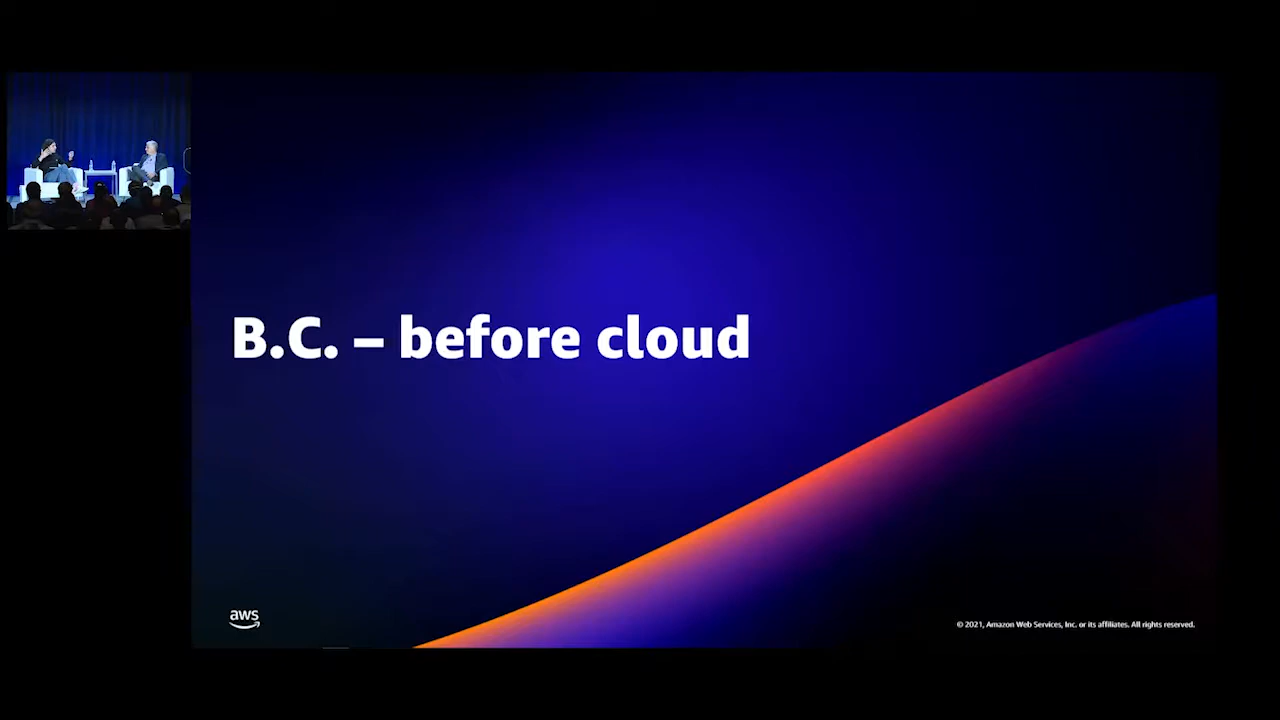 B.C. – before cloud
aws
© 2021, Amazon Web Services, Inc. or its affiliates. All rights reserved.